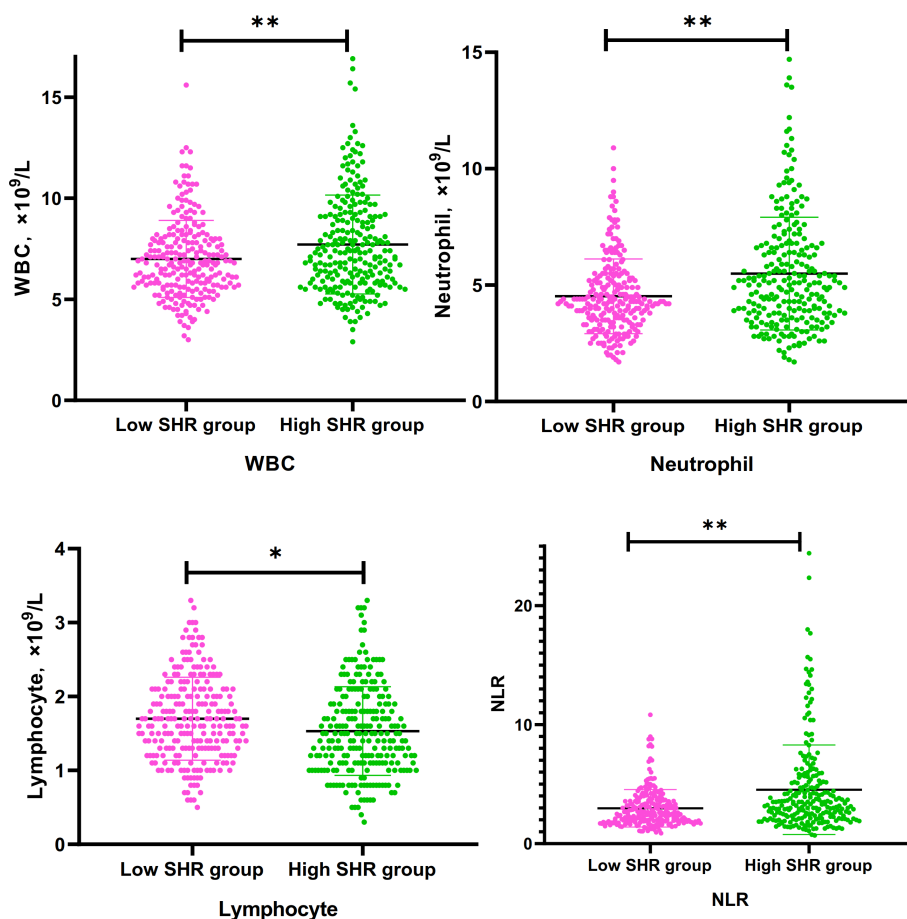 **
WBC, ×10⁹/L
15
10
5
0
Low SHR group High SHR group
WBC
**
Neutrophil, ×10⁹/L
15
10
5
0
Low SHR group High SHR group
Neutrophil
*
Lymphocyte, ×10⁹/L
4
3
2
1
0
Low SHR group High SHR group
Lymphocyte
**
NLR
20
10
0
Low SHR group High SHR group
NLR